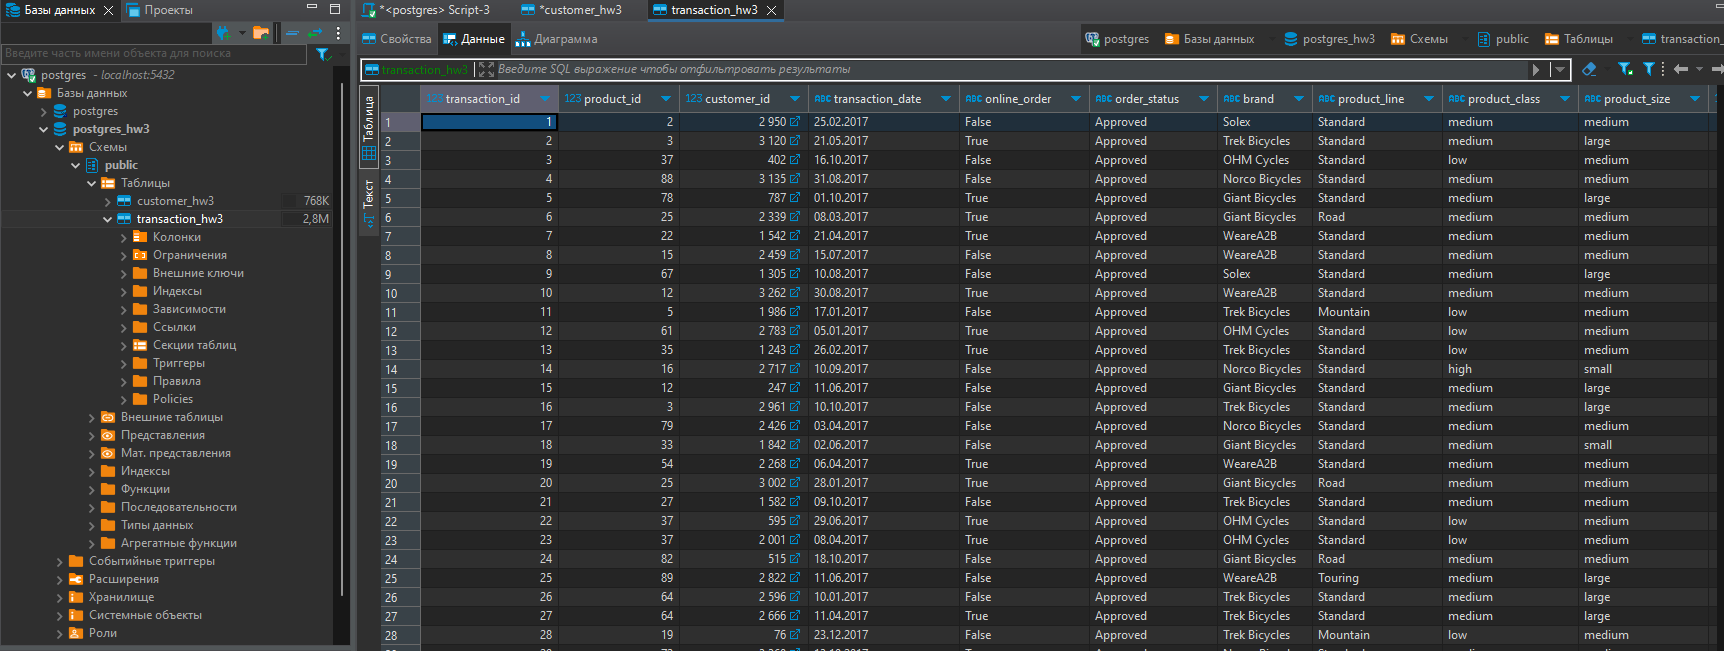 Базы данных
Проекты
Введите часть имени объекта для поиска
postgres - localhost:5432
Базы данных
postgres
postgres_hw3
Схемы
public
Таблицы
customer_hw3 768K
transaction_hw3 2,8M
Колонки
Ограничения
Внешние ключи
Индексы
Зависимости
Ссылки
Секции таблиц
Триггеры
Правила
Policies
Внешние таблицы
Представления
Мат. представления
Индексы
Функции
Последовательности
Типы данных
Агрегатные функции
Событийные триггеры
Расширения
Хранилище
Системные объекты
Роли
*<postgres> Script-3 *customer_hw3 transaction_hw3
Свойства Данные Диаграмма
postgres Базы данных postgres_hw3 Схемы public Таблицы transaction_
transaction_hw3 Введите SQL выражение чтобы отфильтровать результаты
Таблица
Текст
123 transaction_id 123 product_id 123 customer_id ABC transaction_date ABC online_order ABC order_status ABC brand ABC product_line ABC product_class ABC product_size
1 1 2 2 950 25.02.2017 False Approved Solex Standard medium medium
2 2 3 3 120 21.05.2017 True Approved Trek Bicycles Standard medium large
3 3 37 402 16.10.2017 False Approved OHM Cycles Standard low medium
4 4 88 3 135 31.08.2017 False Approved Norco Bicycles Standard medium medium
5 5 78 787 01.10.2017 True Approved Giant Bicycles Standard medium large
6 6 25 2 339 08.03.2017 True Approved Giant Bicycles Road medium medium
7 7 22 1 542 21.04.2017 True Approved WeareA2B Standard medium medium
8 8 15 2 459 15.07.2017 False Approved WeareA2B Standard medium medium
9 9 67 1 305 10.08.2017 False Approved Solex Standard medium large
10 10 12 3 262 30.08.2017 True Approved WeareA2B Standard medium medium
11 11 5 1 986 17.01.2017 False Approved Trek Bicycles Mountain low medium
12 12 61 2 783 05.01.2017 True Approved OHM Cycles Standard low medium
13 13 35 1 243 26.02.2017 True Approved Trek Bicycles Standard low medium
14 14 16 2 717 10.09.2017 False Approved Norco Bicycles Standard high small
15 15 12 247 11.06.2017 False Approved Giant Bicycles Standard medium large
16 16 3 2 961 10.10.2017 False Approved Trek Bicycles Standard medium large
17 17 79 2 426 03.04.2017 False Approved Norco Bicycles Standard medium medium
18 18 33 1 842 02.06.2017 False Approved Giant Bicycles Standard medium small
19 19 54 2 268 06.04.2017 True Approved WeareA2B Standard medium medium
20 20 25 3 002 28.01.2017 True Approved Giant Bicycles Road medium medium
21 21 27 1 582 09.10.2017 False Approved Trek Bicycles Standard medium medium
22 22 37 595 29.06.2017 True Approved OHM Cycles Standard low medium
23 23 37 2 001 08.04.2017 True Approved OHM Cycles Standard low medium
24 24 82 515 18.10.2017 False Approved Giant Bicycles Road medium medium
25 25 89 2 822 11.06.2017 False Approved WeareA2B Touring medium large
26 26 64 2 596 10.01.2017 False Approved Trek Bicycles Standard medium large
27 27 64 2 666 11.04.2017 True Approved Trek Bicycles Standard medium large
28 28 19 76 23.12.2017 False Approved Trek Bicycles Mountain low medium